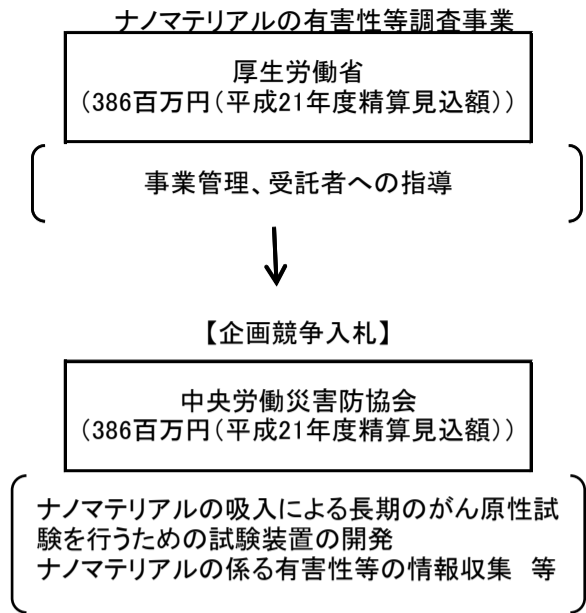 ナノマテリアルの有害性等調査事業
厚生労働省
（386百万円（平成21年度精算見込額））
事業管理、受託者への指導
【企画競争入札】
中央労働災害防協会
（386百万円（平成21年度精算見込額））
ナノマテリアルの吸入による長期のがん原性試
験を行うための試験装置の開発
ナノマテリアルの係る有害性等の情報収集　等